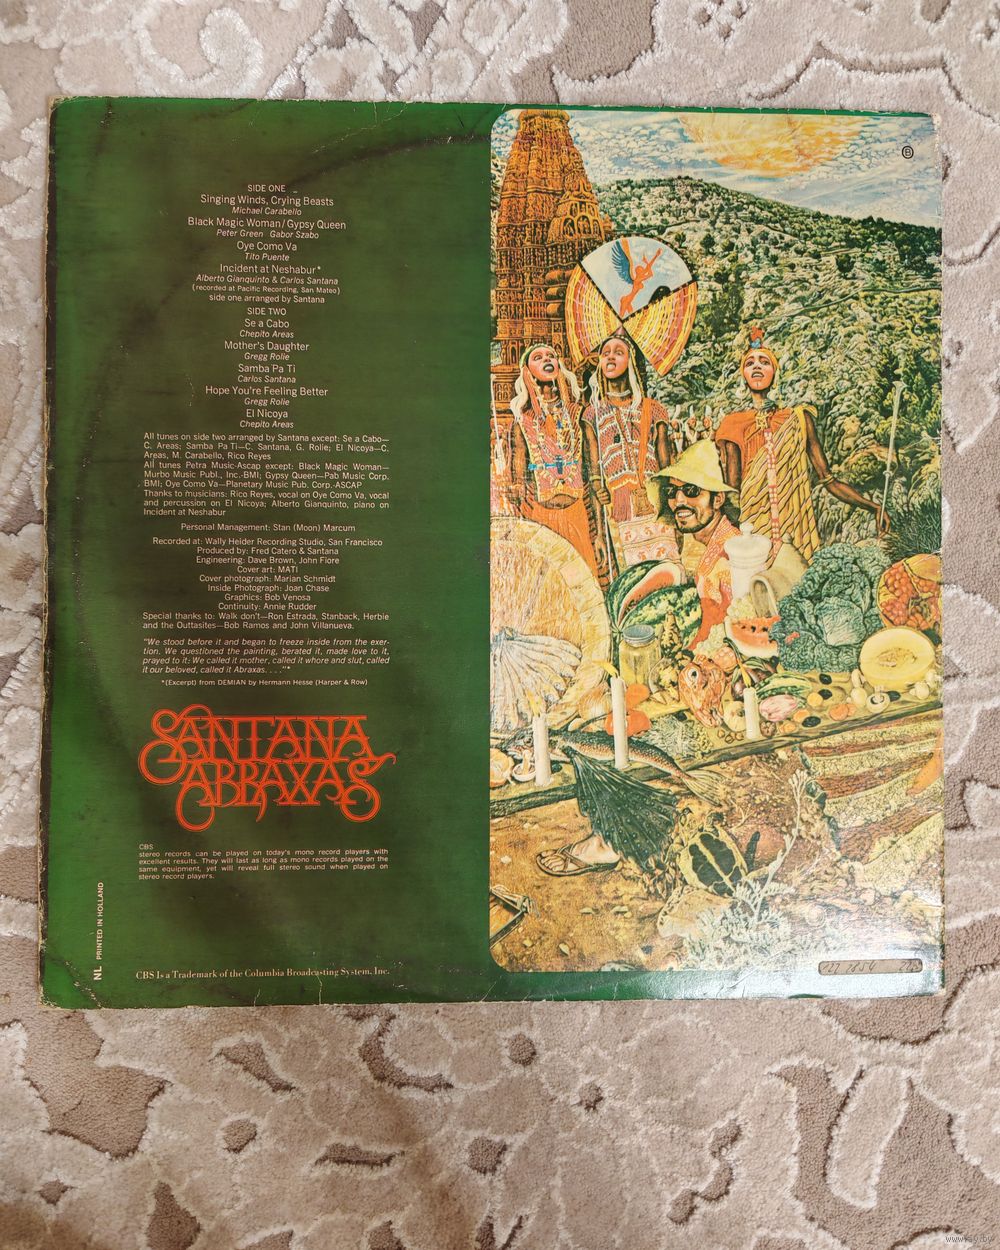 SIDE ONE
Singing Winds, Crying Beasts
Michael Carabello
Black Magic Woman/Gypsy Queen
Peter Green Gabor Szabo
Oye Como Va
Tito Puente
Incident at Neshabur*
Alberto Gianquinto & Carlos Santana
(recorded at Pacific Recording, San Mateo)
side one arranged by Santana
SIDE TWO
Se a Cabo
Chepito Areas
Mother's Daughter
Gregg Rolie
Samba Pa Ti
Carlos Santana
Hope You're Feeling Better
Gregg Rolie
El Nicoya
Chepito Areas
All tunes on side two arranged by Santana except: Se a Cabo—
C. Areas; Samba Pa Ti—C. Santana, G. Rolie; El Nicoya—C.
Areas, M. Carabello, Rico Reyes
All tunes Petra Music-Ascap except: Black Magic Woman—
Murbo Music Publ., Inc.-BMI; Gypsy Queen—Pab Music Corp.
BMI; Oye Como Va—Planetary Music Pub. Corp.-ASCAP
Thanks to musicians: Rico Reyes, vocal on Oye Como Va, vocal
and percussion on El Nicoya; Alberto Gianquinto, piano on
Incident at Neshabur
Personal Management: Stan (Moon) Marcum
Recorded at: Wally Heider Recording Studio, San Francisco
Produced by: Fred Catero & Santana
Engineering: Dave Brown, John Fiore
Cover art: MATI
Cover photograph: Marian Schmidt
Inside Photograph: Joan Chase
Graphics: Bob Venosa
Continuity: Annie Rudder
Special thanks to: Walk don't—Ron Estrada, Stanback, Herbie
and the Outtasites—Bob Ramos and John Villanueva.
"We stood before it and began to freeze inside from the exer-
tion. We questioned the painting, berated it, made love to it,
prayed to it: We called it mother, called it whore and slut, called
it our beloved, called it Abraxas. . . ."*
*(Excerpt) from DEMIAN by Hermann Hesse (Harper & Row)
SANTANA
ABRAXAS
CBS
stereo records can be played on today's mono record players with
excellent results. They will last as long as mono records played on the
same equipment, yet will reveal full stereo sound when played on
stereo record players.
NL PRINTED IN HOLLAND
CBS Is a Trademark of the Columbia Broadcasting System, Inc.
B